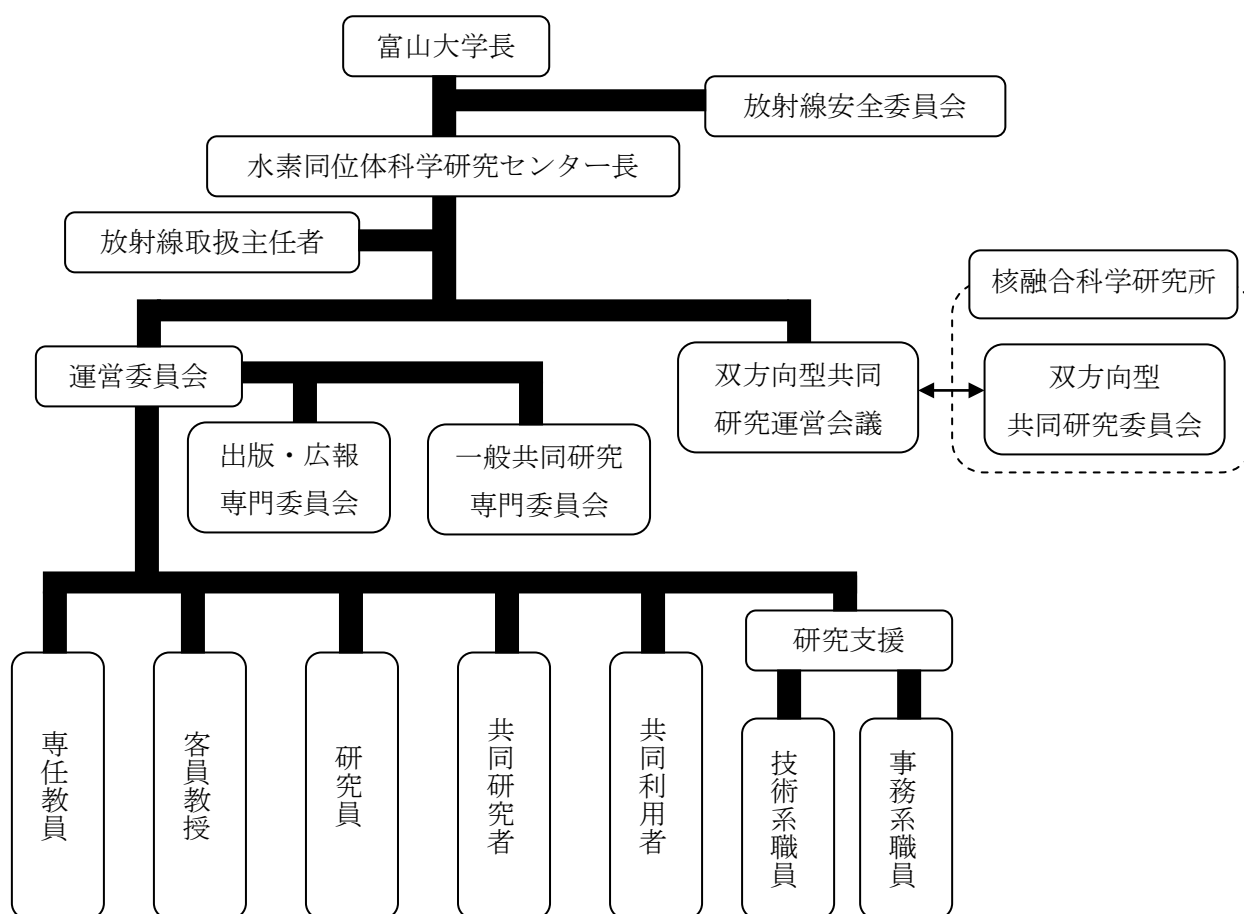 富山大学長
放射線安全委員会
水素同位体科学研究センター長
放射線取扱主任者
核融合科学研究所
運営委員会
双方向型共同
研究運営会議
双方向型
共同研究委員会
出版・広報
専門委員会
一般共同研究
専門委員会
研究支援
専任教員
客員教授
研究員
共同研究者
共同利用者
技術系職員
事務系職員